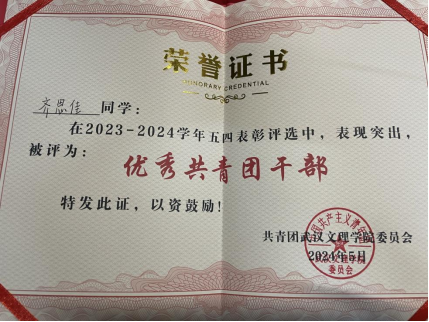 荣誉证书
HONORARY CREDENTIAL
齐思佳 同学:
在2023-2024学年五四表彰评选中,表现突出,
被评为:
优秀共青团干部
特发此证,以资鼓励!
共青团武汉文理学院委员会
2024年5月